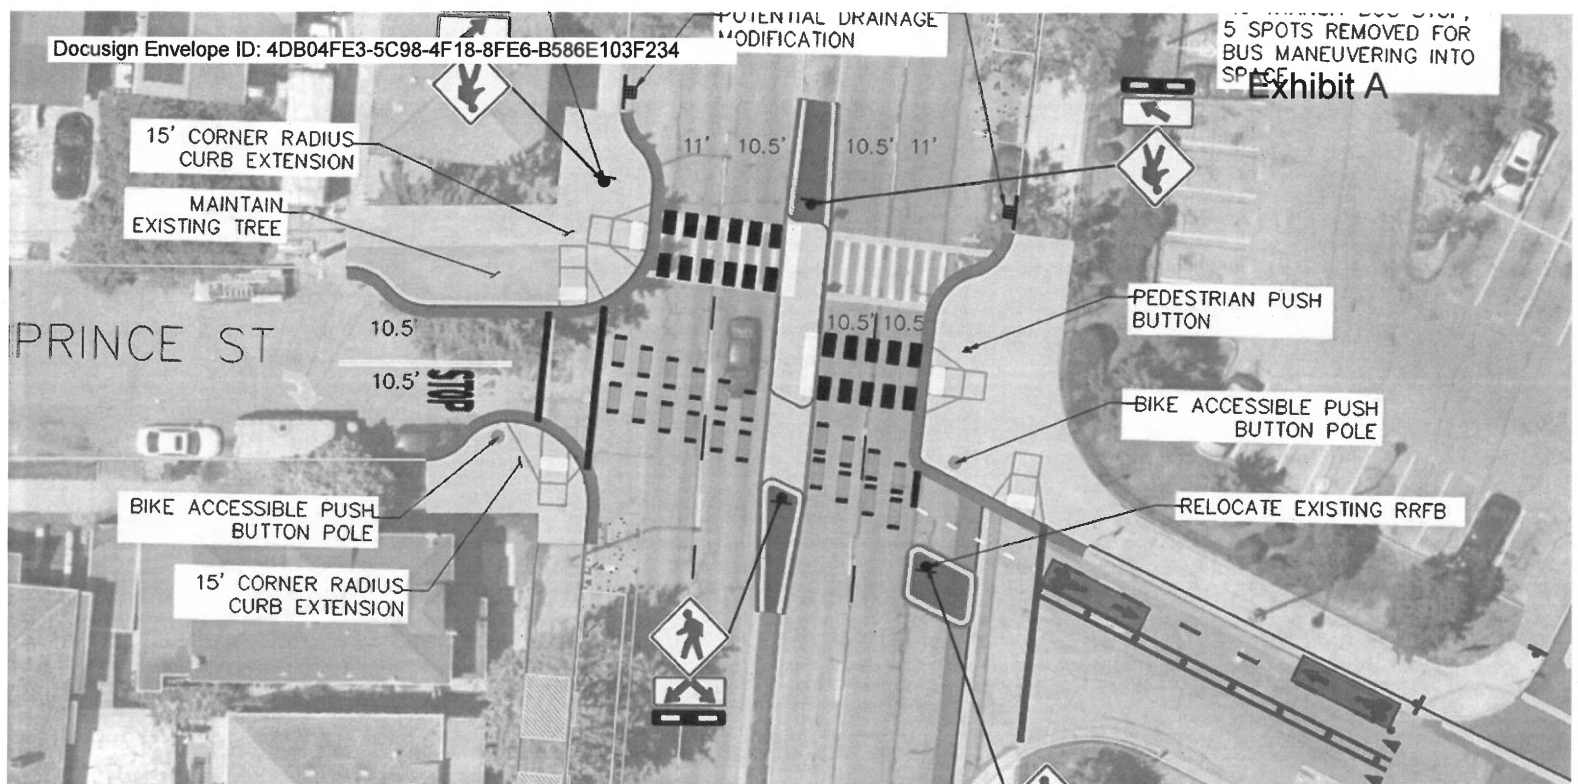 POTENTIAL DRAINAGE
MODIFICATION
5 SPOTS REMOVED FOR
BUS MANEUVERING INTO
SPACE
Docusign Envelope ID: 4DB04FE3-5C98-4F18-8FE6-B586E103F234
Exhibit A
15' CORNER RADIUS
CURB EXTENSION
11' 10.5' 10.5' 11'
MAINTAIN
EXISTING TREE
PEDESTRIAN PUSH
BUTTON
10.5' 10.5
PRINCE ST
10.5'
10.5'
STOP
BIKE ACCESSIBLE PUSH
BUTTON POLE
BIKE ACCESSIBLE PUSH
BUTTON POLE
RELOCATE EXISTING RRFB
15' CORNER RADIUS
CURB EXTENSION